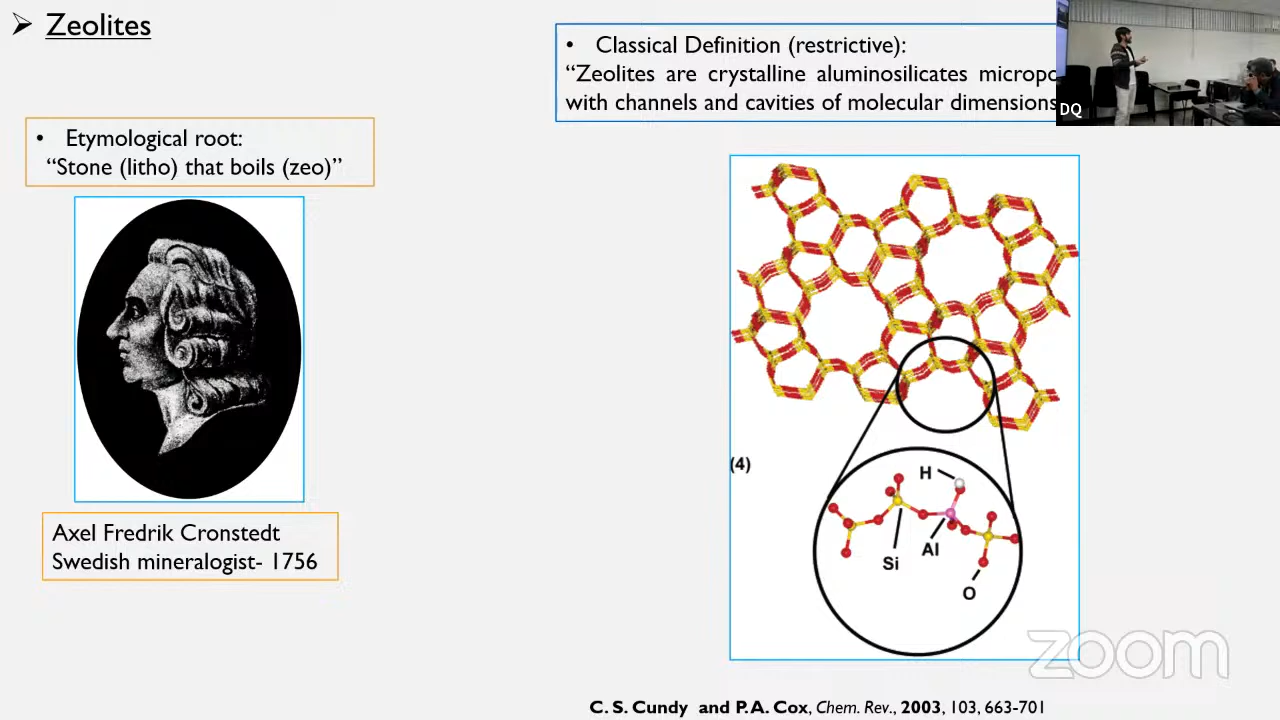 ➤ Zeolites
• Classical Definition (restrictive):
“Zeolites are crystalline aluminosilicates
with channels and cavities of molecular dimensions
DQ
• Etymological root:
“Stone (litho) that boils (zeo)”
Axel Fredrik Cronstedt
Swedish mineralogist- 1756
(4)
H
Si
Al
O
zoom
C. S. Cundy and P.A. Cox, Chem. Rev., 2003, 103, 663-701